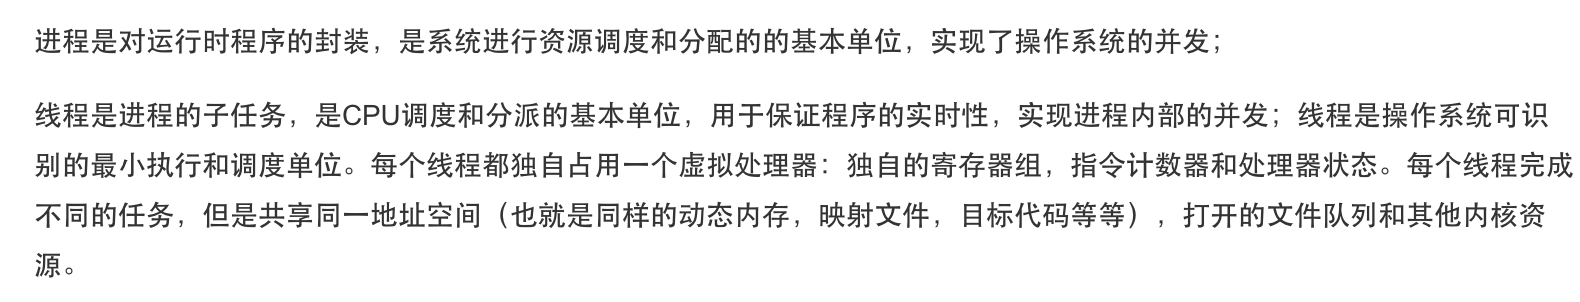 进程是对运行时程序的封装，是系统进行资源调度和分配的的基本单位，实现了操作系统的并发；
线程是进程的子任务，是CPU调度和分派的基本单位，用于保证程序的实时性，实现进程内部的并发；线程是操作系统可识
别的最小执行和调度单位。每个线程都独自占用一个虚拟处理器：独自的寄存器组，指令计数器和处理器状态。每个线程完成
不同的任务，但是共享同一地址空间（也就是同样的动态内存，映射文件，目标代码等等），打开的文件队列和其他内核资
源。